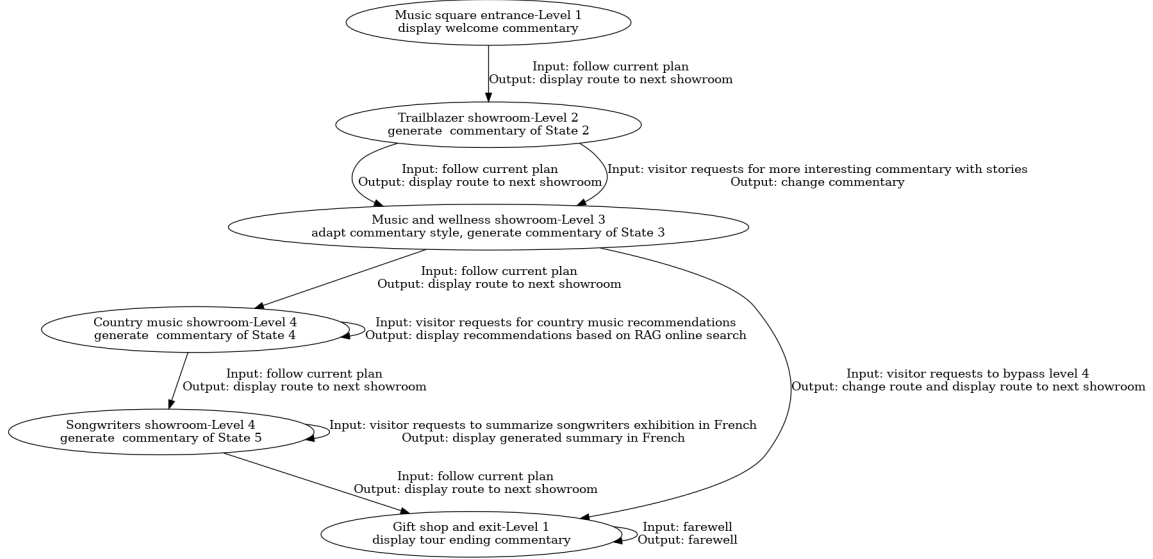 Music square entrance-Level 1
display welcome commentary
Input: follow current plan
Output: display route to next showroom
Trailblazer showroom-Level 2
generate  commentary of State 2
Input: follow current plan
Output: display route to next showroom
Input: visitor requests for more interesting commentary with stories
Output: change commentary
Music and wellness showroom-Level 3
adapt commentary style, generate commentary of State 3
Input: follow current plan
Output: display route to next showroom
Country music showroom-Level 4
generate  commentary of State 4
Input: visitor requests for country music recommendations
Output: display recommendations based on RAG online search
Input: visitor requests to bypass level 4
Output: change route and display route to next showroom
Input: follow current plan
Output: display route to next showroom
Songwriters showroom-Level 4
generate  commentary of State 5
Input: visitor requests to summarize songwriters exhibition in French
Output: display generated summary in French
Input: follow current plan
Output: display route to next showroom
Gift shop and exit-Level 1
display tour ending commentary
Input: farewell
Output: farewell